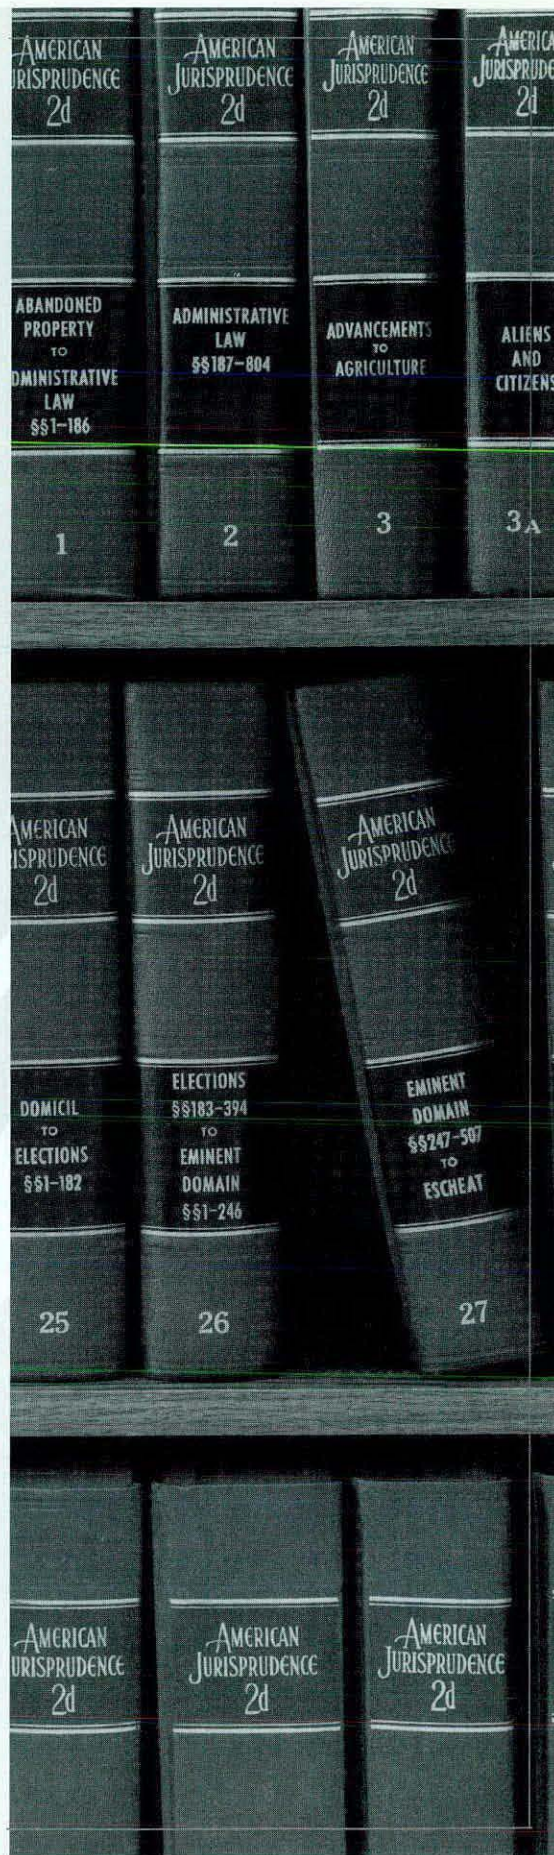 AMERICAN
JURISPRUDENCE
2d
ABANDONED
PROPERTY
TO
ADMINISTRATIVE
LAW
§§1-186
1
AMERICAN
JURISPRUDENCE
2d
ADMINISTRATIVE
LAW
§§187-804
2
AMERICAN
JURISPRUDENCE
2d
ADVANCEMENTS
TO
AGRICULTURE
3
AMERICA
JURISPRUDE
2d
ALIENS
AND
CITIZENS
3A
AMERICAN
RISPRUDENCE
2d
DOMICIL
TO
ELECTIONS
§§1-182
25
AMERICAN
JURISPRUDENCE
2d
ELECTIONS
§§183-394
TO
EMINENT
DOMAIN
§§1-246
26
AMERICAN
JURISPRUDENCE
2d
EMINENT
DOMAIN
§§247-507
TO
ESCHEAT
27
AMERICAN
URISPRUDENCE
2d
AMERICAN
JURISPRUDENCE
2d
AMERICAN
JURISPRUDENCE
2d